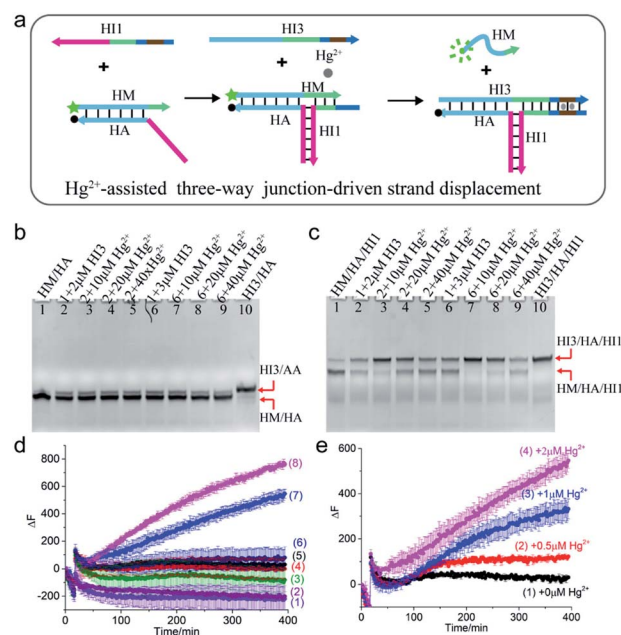 a
HI1
HI3
Hg²⁺
HM
+
+
+
HM
HA
HM
HA
HI1
HI3
HA
HI1
Hg²⁺-assisted three-way junction-driven strand displacement
b
HM/HA
1+2μM HI3
2+10μM Hg²⁺
2+20μM Hg²⁺
2+40xHg²⁺
1+3μM HI3
6+10μM Hg²⁺
6+20μM Hg²⁺
6+40μM Hg²⁺
HI3/HA
1 2 3 4 5 6 7 8 9 10
HI3/AA
HM/HA
c
HM/HA/HI1
1+2μM HI3
2+10μM Hg²⁺
2+20μM Hg²⁺
2+40μM Hg²⁺
1+3μM HI3
6+10μM Hg²⁺
6+20μM Hg²⁺
6+40μM Hg²⁺
HI3/HA/HI1
1 2 3 4 5 6 7 8 9 10
HI3/HA/HI1
HM/HA/HI1
d
ΔF
800
600
400
200
0
-200
0 100 200 300 400
Time/min
(8)
(7)
(6)
(5)
(4)
(3)
(2)
(1)
e
ΔF
600
400
200
0
0 100 200 300 400
Time/min
(4) +2μM Hg²⁺
(3) +1μM Hg²⁺
(2) +0.5μM Hg²⁺
(1) +0μM Hg²⁺